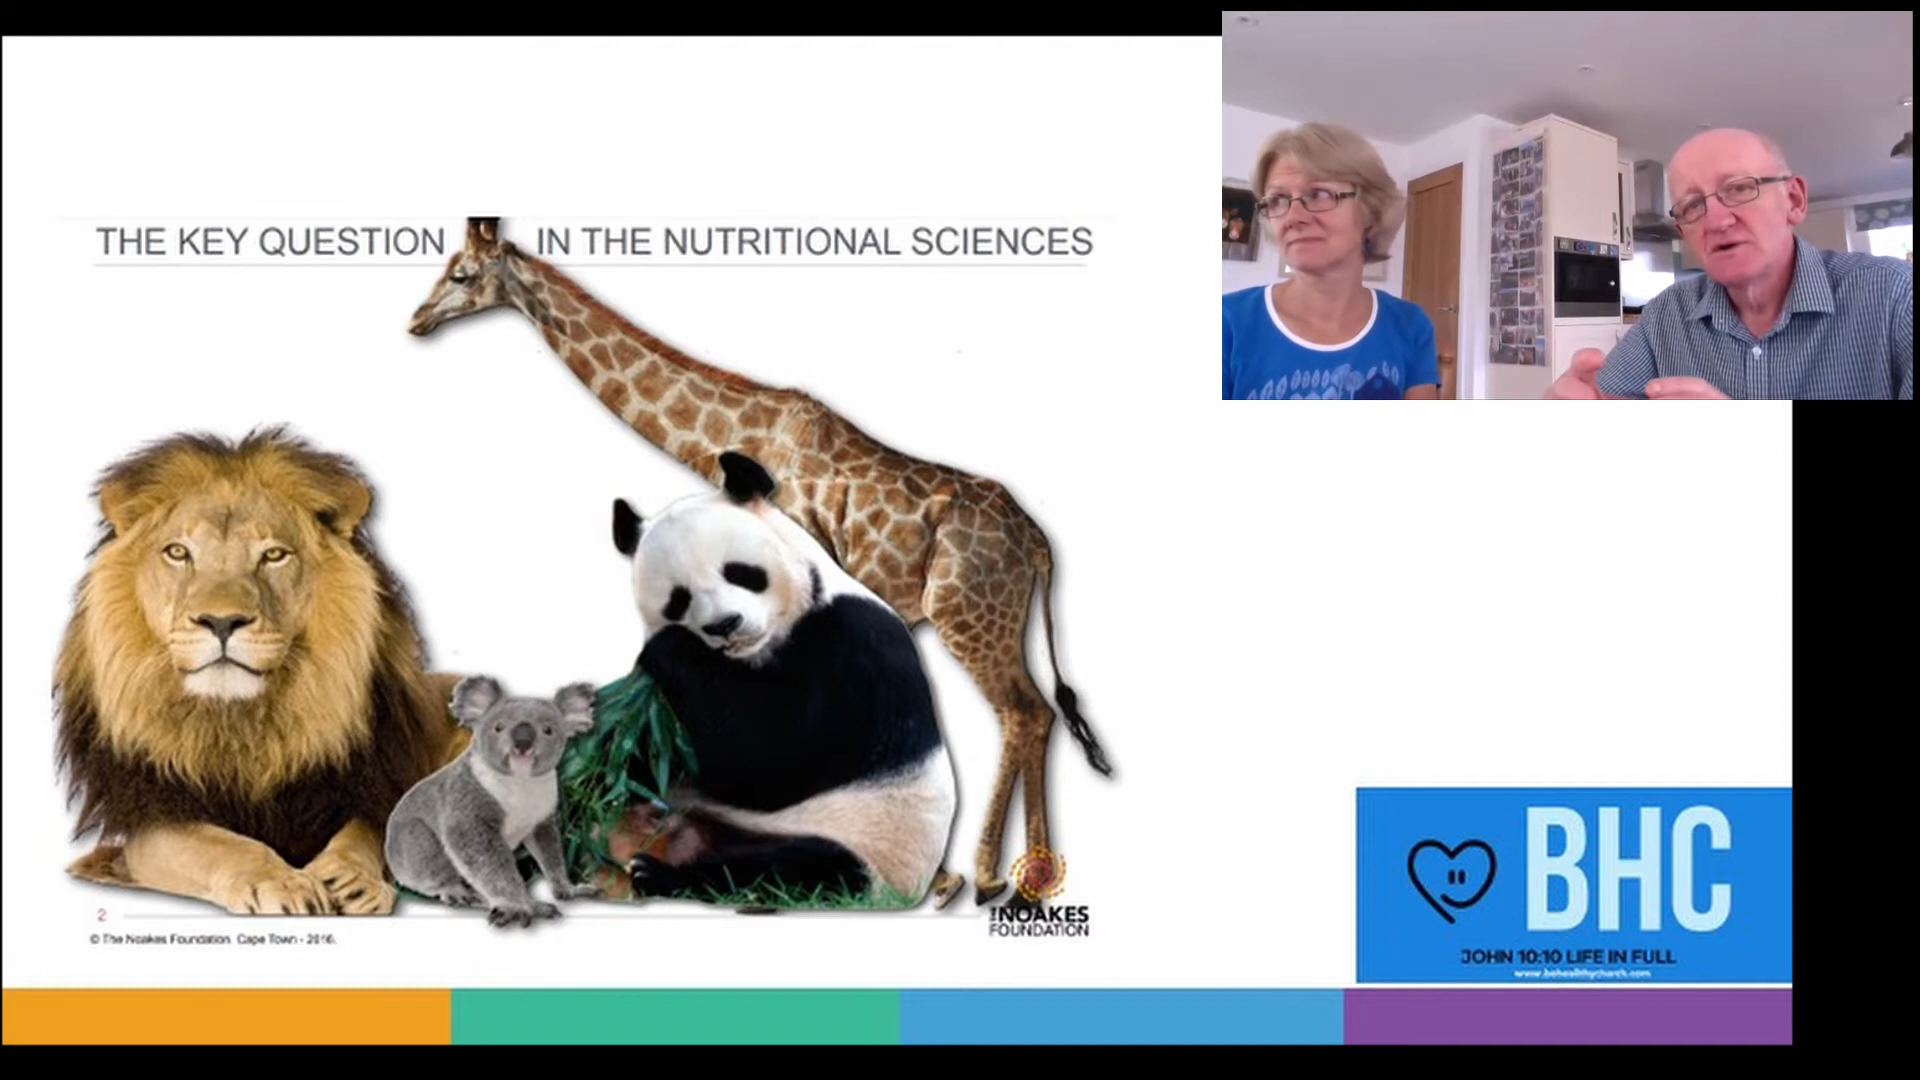 THE KEY QUESTION IN THE NUTRITIONAL SCIENCES
2
© The Noakes Foundation. Cape Town - 2016.
THE NOAKES
FOUNDATION
BHC
JOHN 10:10 LIFE IN FULL
www.behealthychurch.com